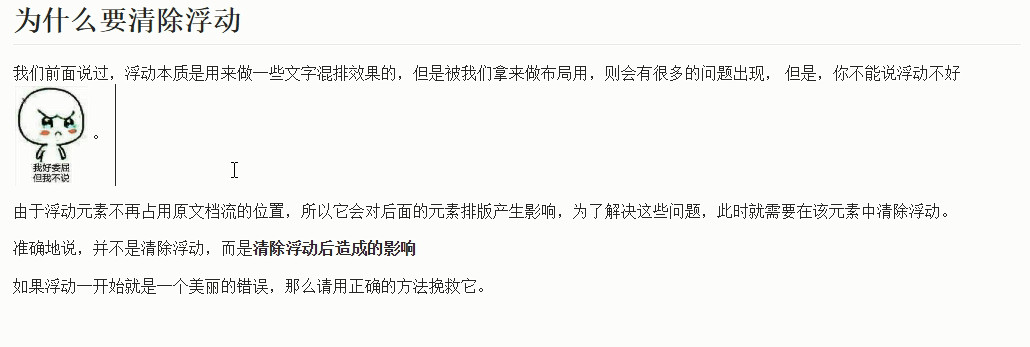 为什么要清除浮动
我们前面说过，浮动本质是用来做一些文字混排效果的，但是被我们拿来做布局用，则会有很多的问题出现， 但是，你不能说浮动不好
我好委屈
但我不说
。
由于浮动元素不再占用原文档流的位置，所以它会对后面的元素排版产生影响，为了解决这些问题，此时就需要在该元素中清除浮动。
准确地说，并不是清除浮动，而是清除浮动后造成的影响
如果浮动一开始就是一个美丽的错误，那么请用正确的方法挽救它。